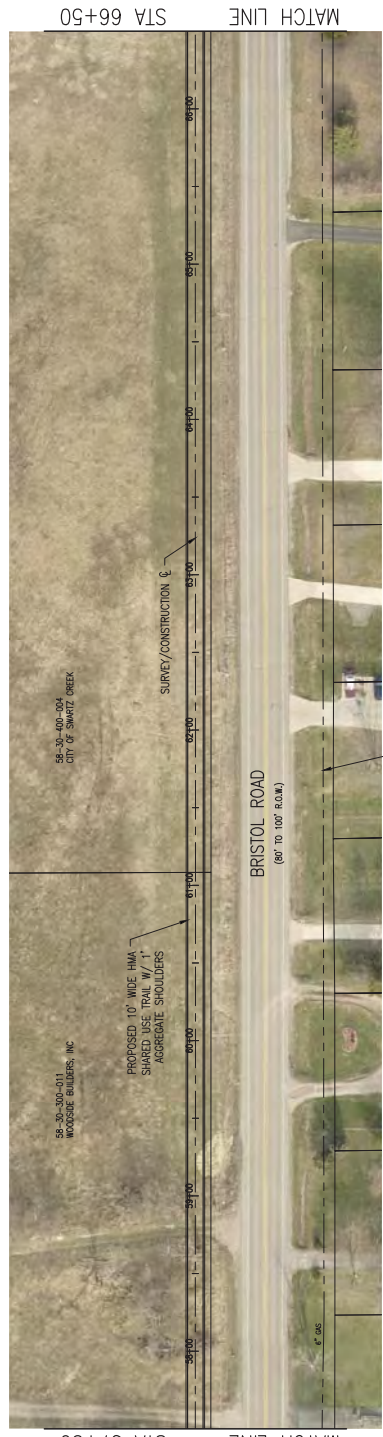 MATCH LINE STA 66+50
66+00
65+00
64+00
63+00
SURVEY/CONSTRUCTION ℄
62+00
58-30-400-004
CITY OF SWARTZ CREEK
BRISTOL ROAD
(80' TO 100' R.O.W.)
61+00
PROPOSED 10' WIDE HMA
SHARED USE TRAIL W/ 1'
AGGREGATE SHOULDERS
60+00
58-30-300-011
WOODSIDE BUILDERS, INC
59+00
58+00
6" GAS
MATCH LINE